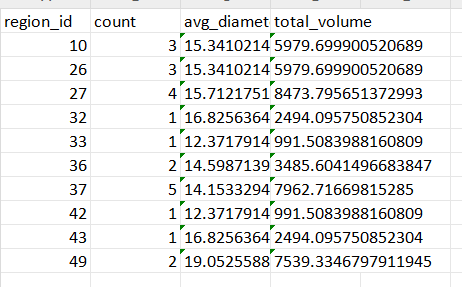 region_id count avg_diamet total_volume
10 3 15.3410214 5979.699900520689
26 3 15.3410214 5979.699900520689
27 4 15.7121751 8473.795651372993
32 1 16.8256364 2494.095750852304
33 1 12.3717914 991.5083988160809
36 2 14.5987139 3485.6041496683847
37 5 14.1533294 7962.71669815285
42 1 12.3717914 991.5083988160809
43 1 16.8256364 2494.095750852304
49 2 19.0525588 7539.3346797911945